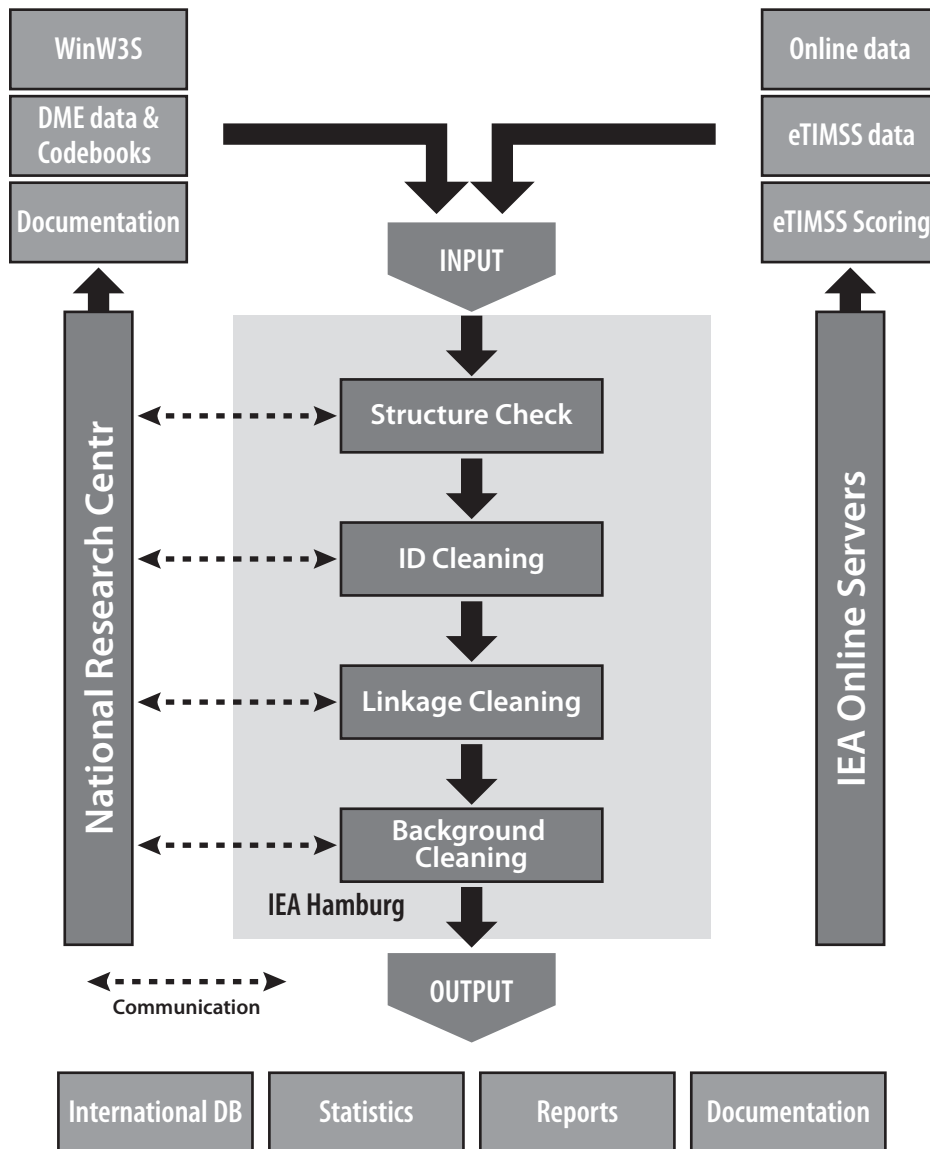 WinW3S
DME data &
Codebooks
Documentation
Online data
eTIMSS data
eTIMSS Scoring
INPUT
National Research Centr
IEA Online Servers
Structure Check
ID Cleaning
Linkage Cleaning
Background
Cleaning
IEA Hamburg
Communication
OUTPUT
International DB
Statistics
Reports
Documentation